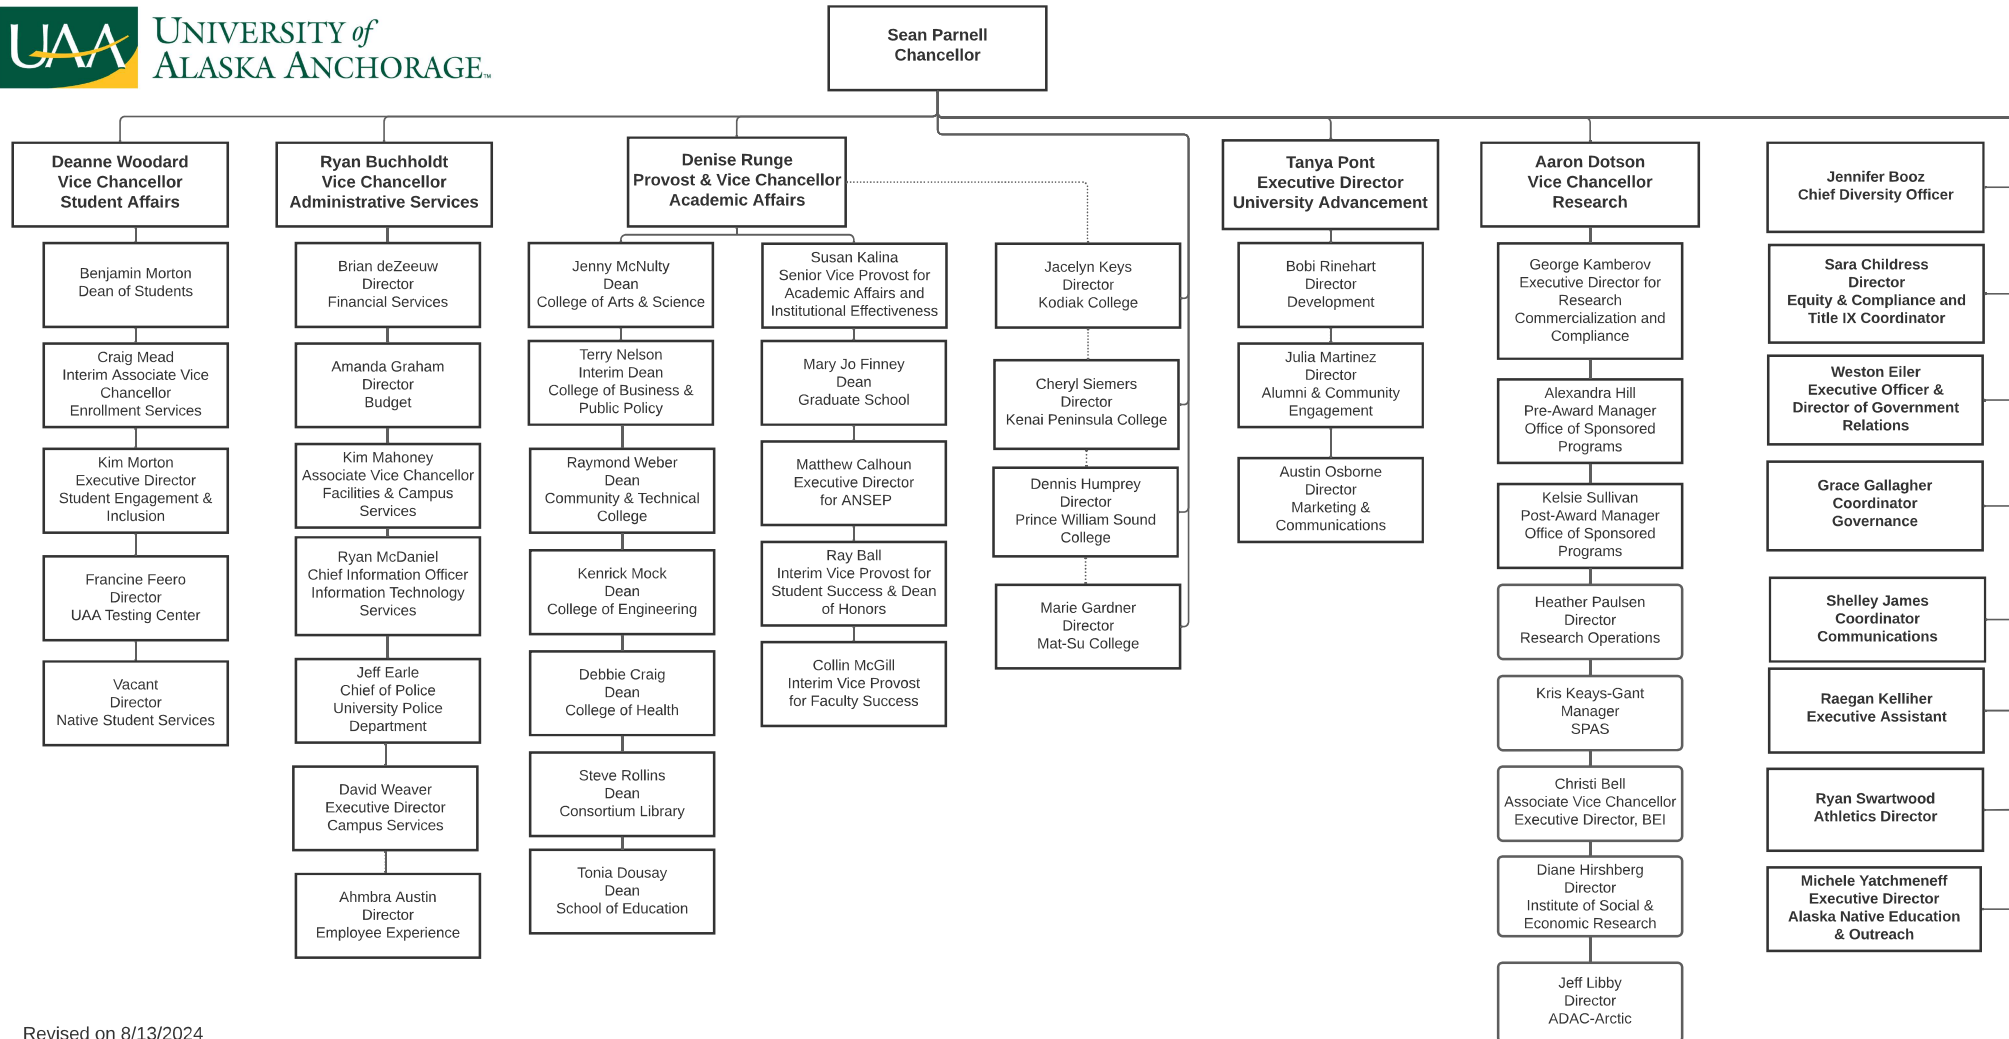 UAA
UNIVERSITY of
ALASKA ANCHORAGE™
Sean Parnell
Chancellor
Deanne Woodard
Vice Chancellor
Student Affairs
Benjamin Morton
Dean of Students
Craig Mead
Interim Associate Vice
Chancellor
Enrollment Services
Kim Morton
Executive Director
Student Engagement &
Inclusion
Francine Feero
Director
UAA Testing Center
Vacant
Director
Native Student Services
Ryan Buchholdt
Vice Chancellor
Administrative Services
Brian deZeeuw
Director
Financial Services
Amanda Graham
Director
Budget
Kim Mahoney
Associate Vice Chancellor
Facilities & Campus
Services
Ryan McDaniel
Chief Information Officer
Information Technology
Services
Jeff Earle
Chief of Police
University Police
Department
David Weaver
Executive Director
Campus Services
Ahmbra Austin
Director
Employee Experience
Denise Runge
Provost & Vice Chancellor
Academic Affairs
Jenny McNulty
Dean
College of Arts & Science
Terry Nelson
Interim Dean
College of Business &
Public Policy
Raymond Weber
Dean
Community & Technical
College
Kenrick Mock
Dean
College of Engineering
Debbie Craig
Dean
College of Health
Steve Rollins
Dean
Consortium Library
Tonia Dousay
Dean
School of Education
Susan Kalina
Senior Vice Provost for
Academic Affairs and
Institutional Effectiveness
Mary Jo Finney
Dean
Graduate School
Matthew Calhoun
Executive Director
for ANSEP
Ray Ball
Interim Vice Provost for
Student Success & Dean
of Honors
Collin McGill
Interim Vice Provost
for Faculty Success
Jacelyn Keys
Director
Kodiak College
Cheryl Siemers
Director
Kenai Peninsula College
Dennis Humprey
Director
Prince William Sound
College
Marie Gardner
Director
Mat-Su College
Tanya Pont
Executive Director
University Advancement
Bobi Rinehart
Director
Development
Julia Martinez
Director
Alumni & Community
Engagement
Austin Osborne
Director
Marketing &
Communications
Aaron Dotson
Vice Chancellor
Research
George Kamberov
Executive Director for
Research
Commercialization and
Compliance
Alexandra Hill
Pre-Award Manager
Office of Sponsored
Programs
Kelsie Sullivan
Post-Award Manager
Office of Sponsored
Programs
Heather Paulsen
Director
Research Operations
Kris Keays-Gant
Manager
SPAS
Christi Bell
Associate Vice Chancellor
Executive Director, BEI
Diane Hirshberg
Director
Institute of Social &
Economic Research
Jeff Libby
Director
ADAC-Arctic
Jennifer Booz
Chief Diversity Officer
Sara Childress
Director
Equity & Compliance and
Title IX Coordinator
Weston Eiler
Executive Officer &
Director of Government
Relations
Grace Gallagher
Coordinator
Governance
Shelley James
Coordinator
Communications
Raegan Kelliher
Executive Assistant
Ryan Swartwood
Athletics Director
Michele Yatchmeneff
Executive Director
Alaska Native Education
& Outreach
Revised on 8/13/2024